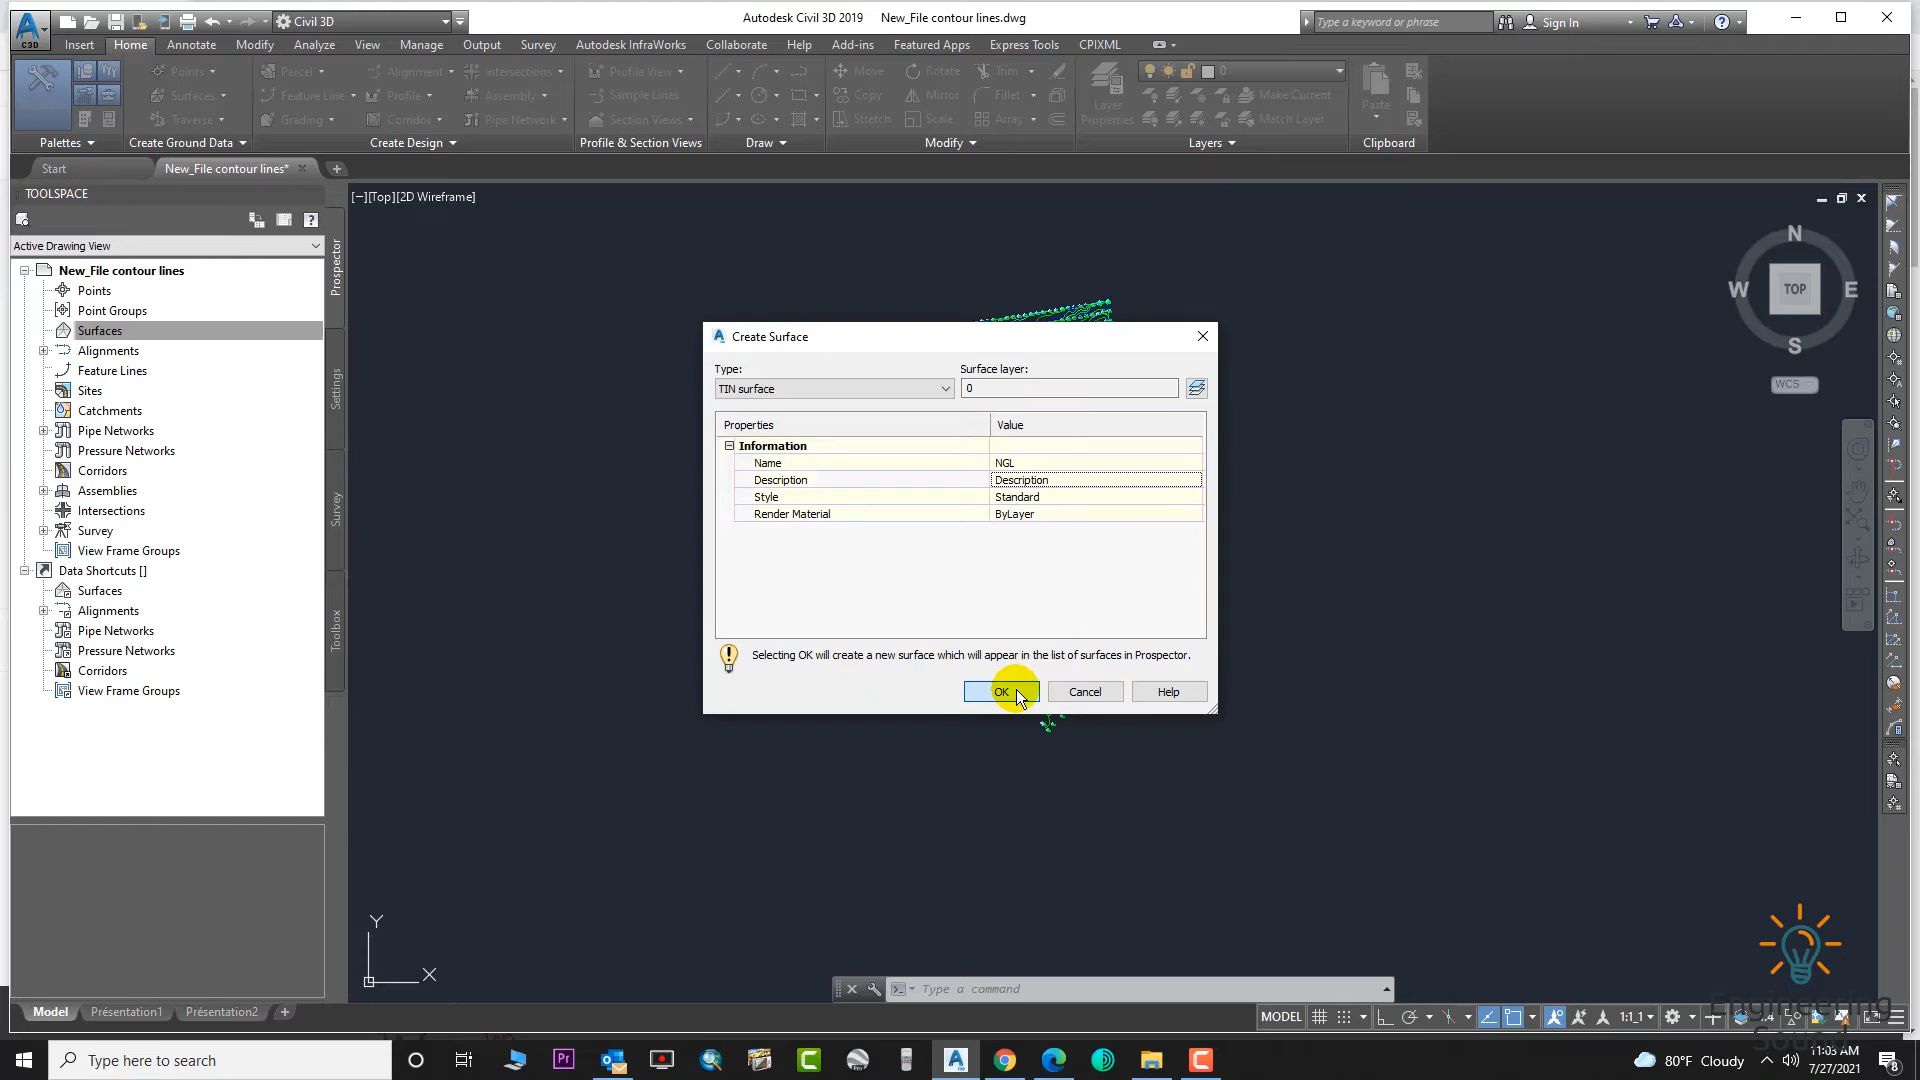 Civil 3D
Autodesk Civil 3D 2019 New_File contour lines.dwg
Type a keyword or phrase
Sign In
C3D
Insert Home Annotate Modify Analyze View Manage Output Survey Autodesk InfraWorks Collaborate Help Add-ins Featured Apps Express Tools CPIXML
Points Parcel Alignment Intersections Profile View Move Rotate Trim 0
Surfaces Feature Line Profile Assembly Sample Lines Copy Mirror Fillet Layer Make Current Paste
Traverse Grading Corridor Pipe Network Section Views Stretch Scale Array Properties Match Layer
Palettes Create Ground Data Create Design Profile & Section Views Draw Modify Layers Clipboard
Start New_File contour lines*
TOOLSPACE
[−][Top][2D Wireframe]
Active Drawing View
Prospector
Settings
Survey
Toolbox
New_File contour lines
Points
Point Groups
Surfaces
Alignments
Feature Lines
Sites
Catchments
Pipe Networks
Pressure Networks
Corridors
Assemblies
Intersections
Survey
View Frame Groups
Data Shortcuts []
Surfaces
Alignments
Pipe Networks
Pressure Networks
Corridors
View Frame Groups
Create Surface
Type: Surface layer:
TIN surface 0
Properties Value
Information
Name NGL
Description Description
Style Standard
Render Material ByLayer
Selecting OK will create a new surface which will appear in the list of surfaces in Prospector.
OK Cancel Help
N
W TOP E
S
WCS
Y
X
Type a command
Model Présentation1 Présentation2
MODEL 1:1_1
Engineering
Sound
Type here to search
Pr
80°F Cloudy
11:03 AM
7/27/2021
8